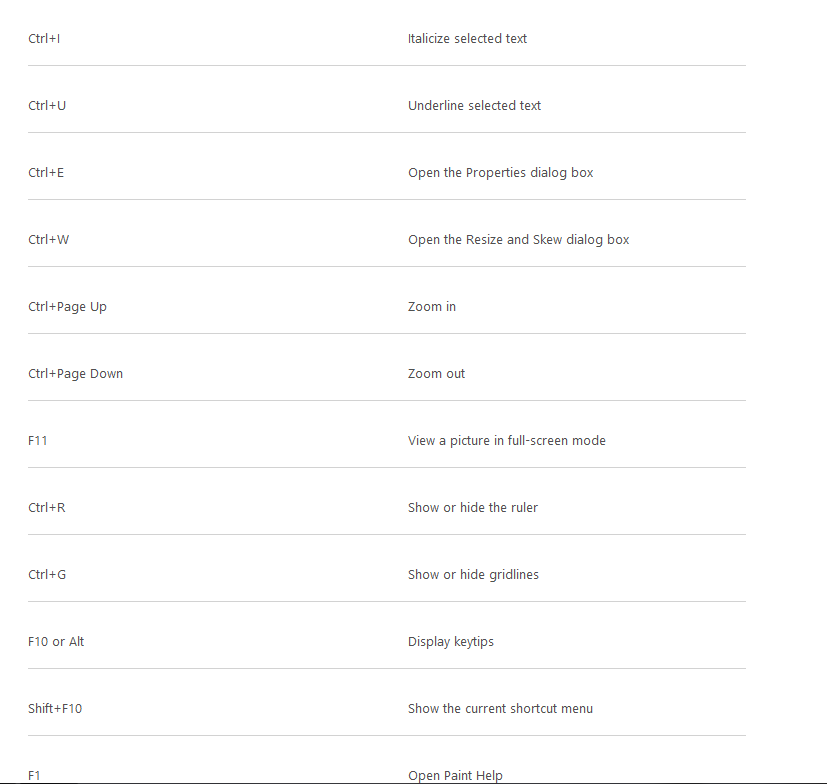 Ctrl+I Italicize selected text
Ctrl+U Underline selected text
Ctrl+E Open the Properties dialog box
Ctrl+W Open the Resize and Skew dialog box
Ctrl+Page Up Zoom in
Ctrl+Page Down Zoom out
F11 View a picture in full-screen mode
Ctrl+R Show or hide the ruler
Ctrl+G Show or hide gridlines
F10 or Alt Display keytips
Shift+F10 Show the current shortcut menu
F1 Open Paint Help